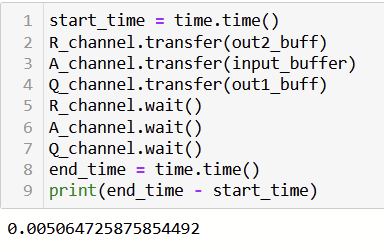 1 start_time = time.time()
2 R_channel.transfer(out2_buff)
3 A_channel.transfer(input_buffer)
4 Q_channel.transfer(out1_buff)
5 R_channel.wait()
6 A_channel.wait()
7 Q_channel.wait()
8 end_time = time.time()
9 print(end_time - start_time)
0.005064725875854492